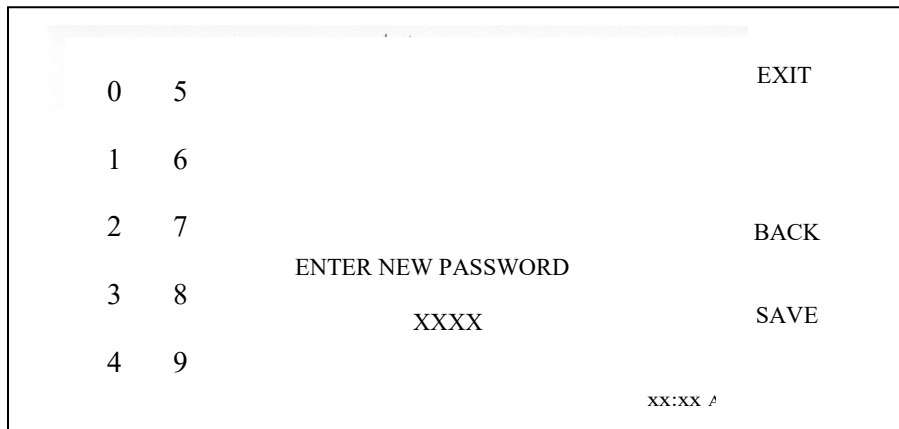 0 5
EXIT
1 6
2 7
BACK
ENTER NEW PASSWORD
3 8
XXXX
SAVE
4 9
xx:xx